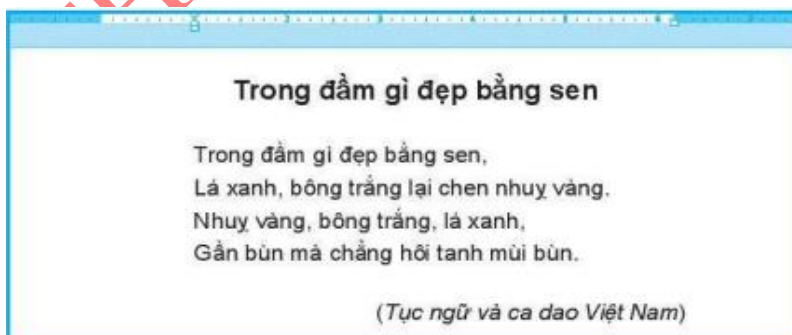 Trong đầm gì đẹp bằng sen
Trong đầm gì đẹp bằng sen,
Lá xanh, bông trắng lại chen nhuỵ vàng.
Nhuỵ vàng, bông trắng, lá xanh,
Gần bùn mà chẳng hôi tanh mùi bùn.
(Tục ngữ và ca dao Việt Nam)